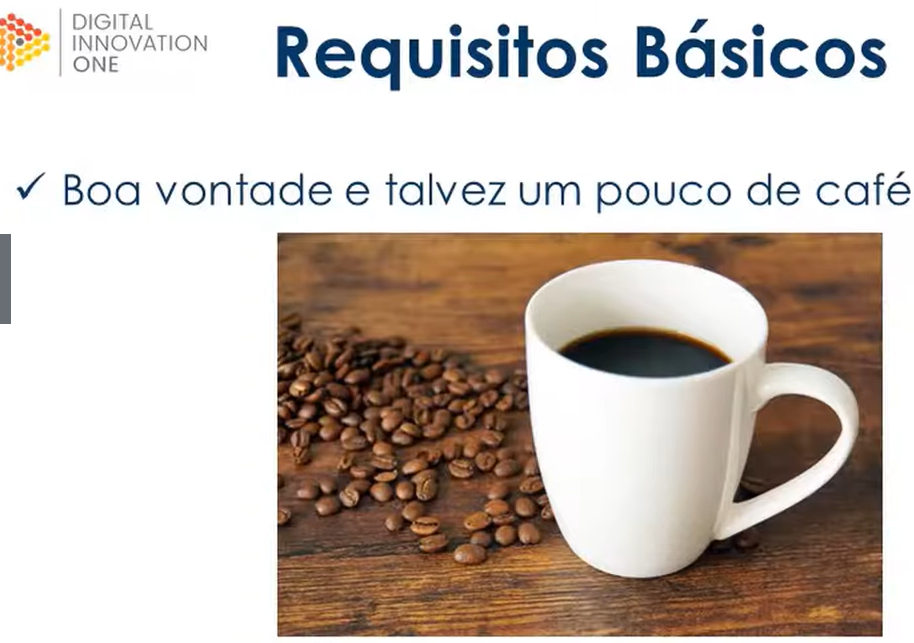 DIGITAL
INNOVATION
ONE
Requisitos Básicos
✓ Boa vontade e talvez um pouco de café